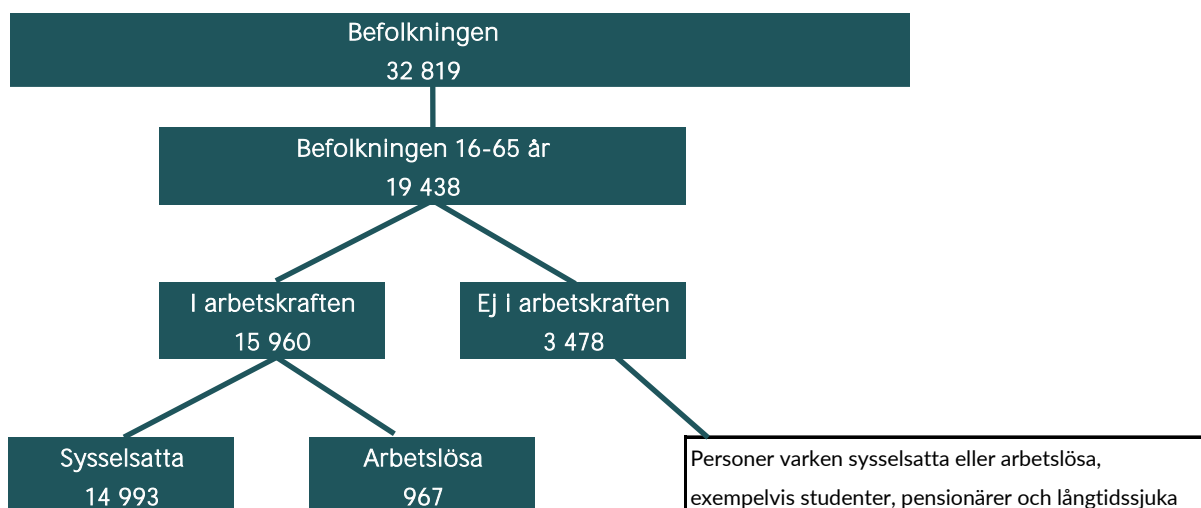 Befolkningen
32 819
Befolkningen 16-65 år
19 438
I arbetskraften
15 960
Ej i arbetskraften
3 478
Sysselsatta
14 993
Arbetslösa
967
Personer varken sysselsatta eller arbetslösa,
exempelvis studenter, pensionärer och långtidssjuka